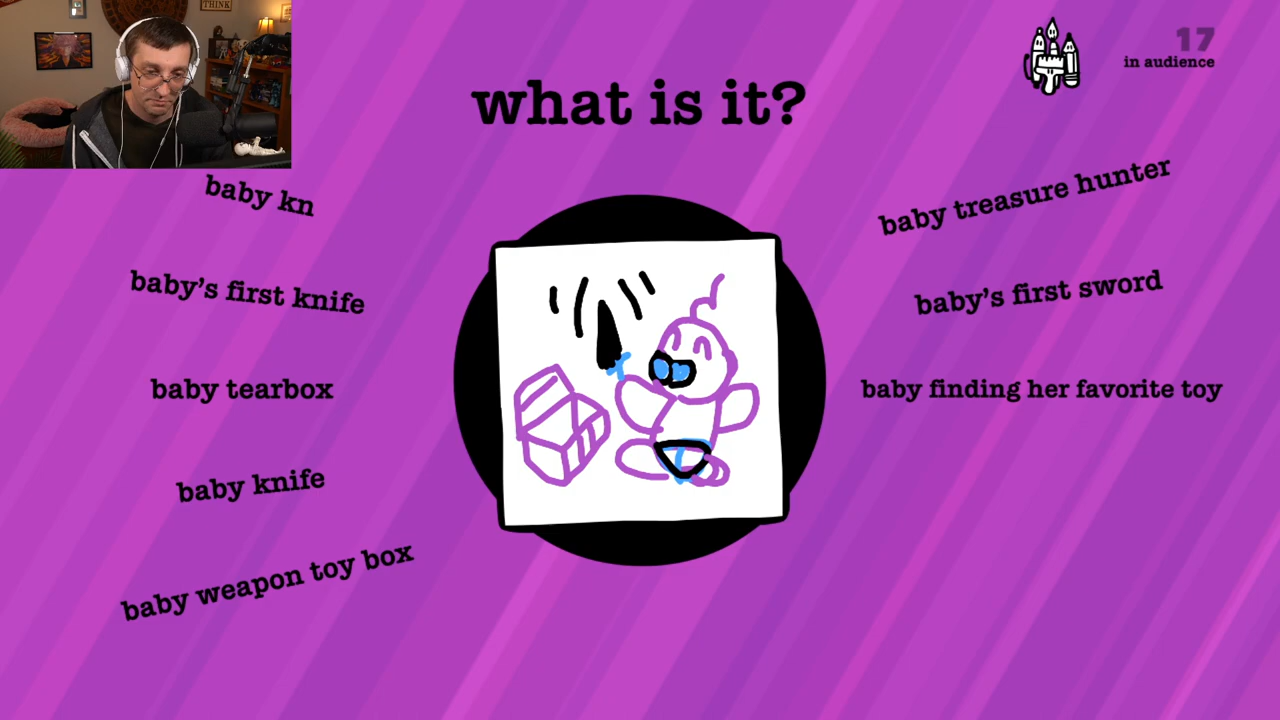 THINK
17
in audience
what is it?
baby kn
baby's first knife
baby tearbox
baby knife
baby weapon toy box
baby treasure hunter
baby's first sword
baby finding her favorite toy